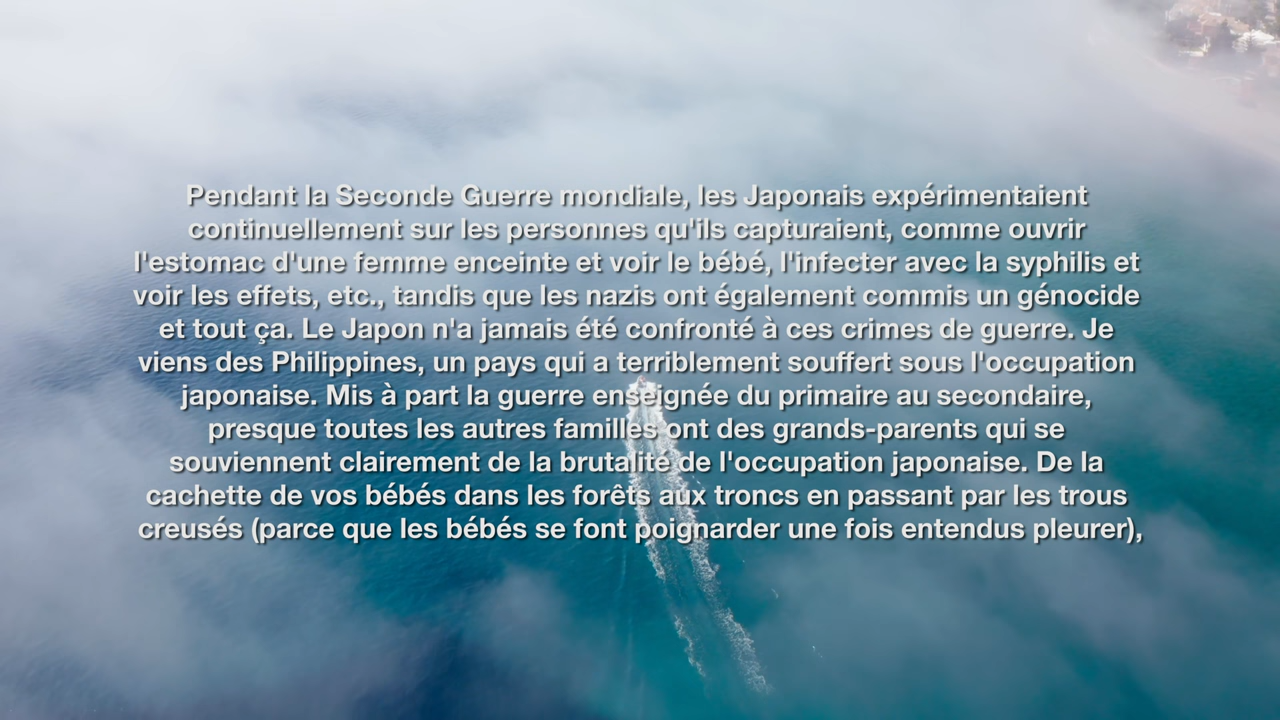 Pendant la Seconde Guerre mondiale, les Japonais expérimentaient
continuellement sur les personnes qu'ils capturaient, comme ouvrir
l'estomac d'une femme enceinte et voir le bébé, l'infecter avec la syphilis et
voir les effets, etc., tandis que les nazis ont également commis un génocide
et tout ça. Le Japon n'a jamais été confronté à ces crimes de guerre. Je
viens des Philippines, un pays qui a terriblement souffert sous l'occupation
japonaise. Mis à part la guerre enseignée du primaire au secondaire,
presque toutes les autres familles ont des grands-parents qui se
souviennent clairement de la brutalité de l'occupation japonaise. De la
cachette de vos bébés dans les forêts aux troncs en passant par les trous
creusés (parce que les bébés se font poignarder une fois entendus pleurer),